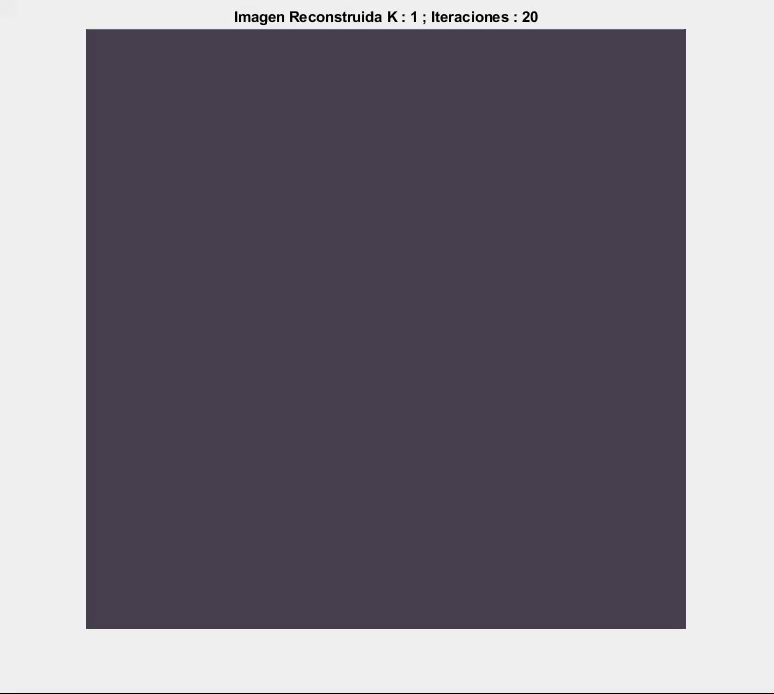 Imagen Reconstruida K : 1 ; Iteraciones : 20